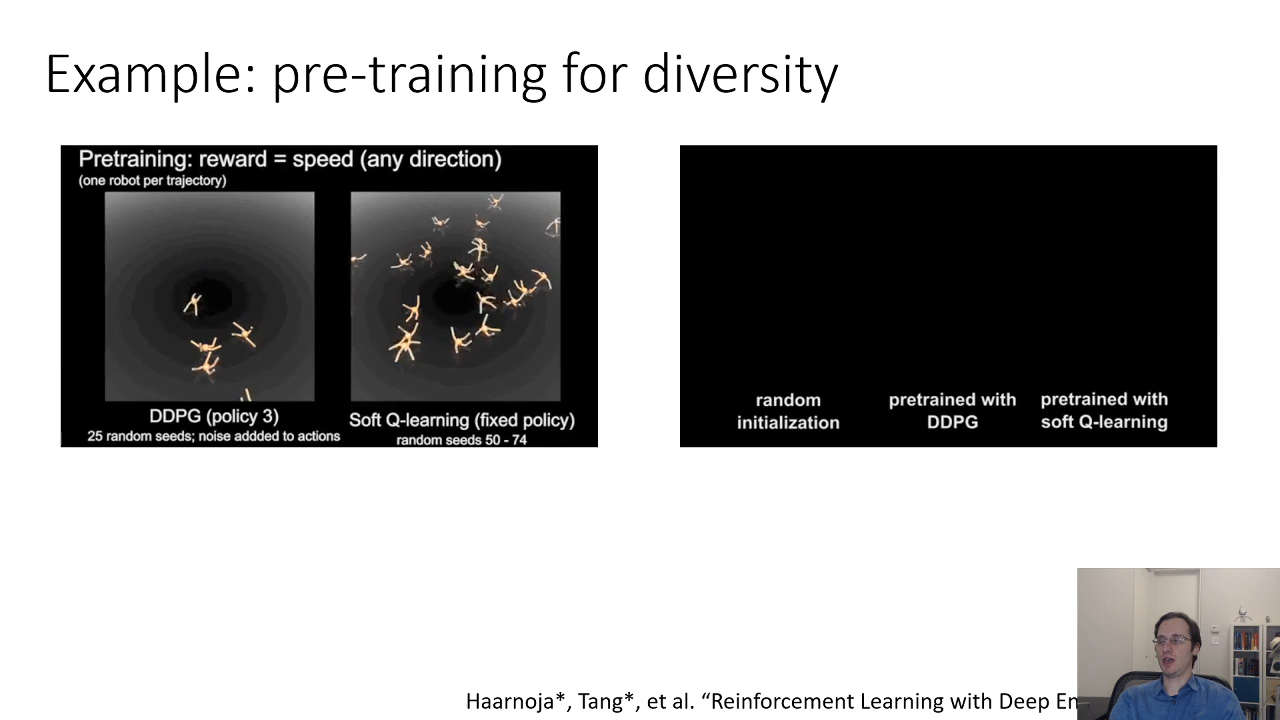 Example: pre-training for diversity
Pretraining: reward = speed (any direction)
(one robot per trajectory)
DDPG (policy 3)
25 random seeds; noise addded to actions
Soft Q-learning (fixed policy)
random seeds 50 - 74
random
initialization
pretrained with
DDPG
pretrained with
soft Q-learning
Haarnoja*, Tang*, et al. “Reinforcement Learning with Deep En